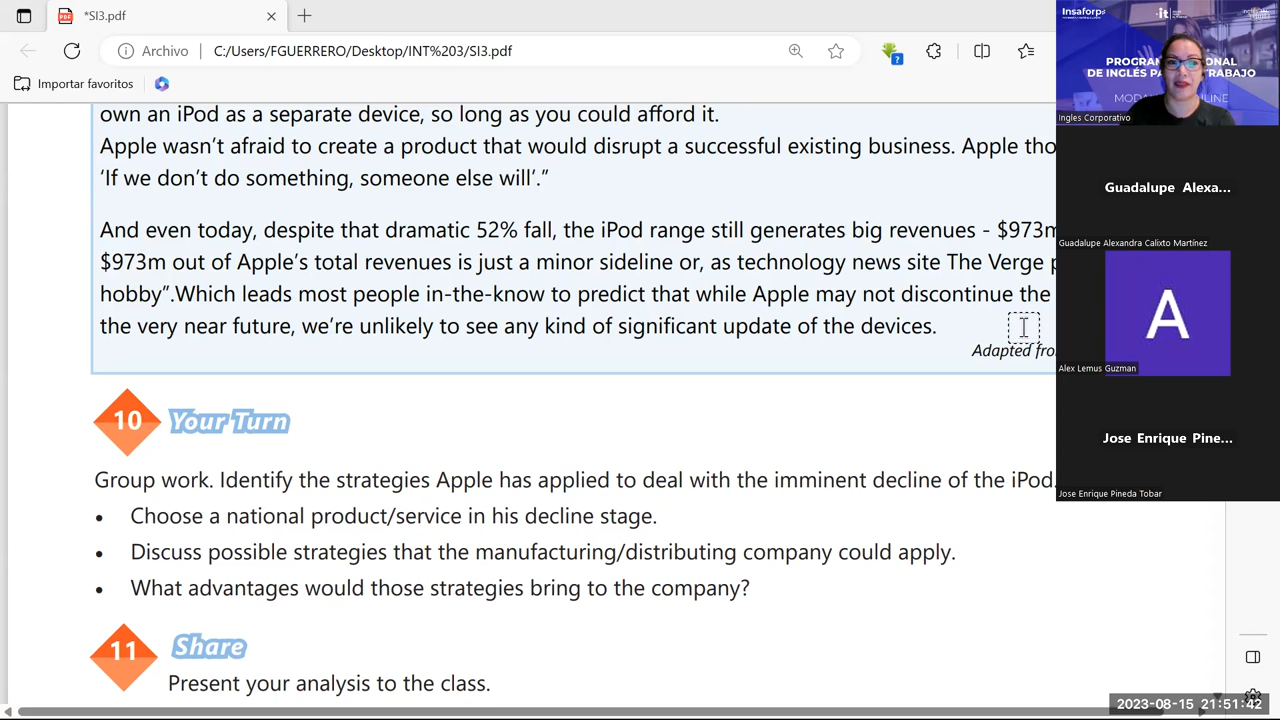 *SI3.pdf
Archivo
C:/Users/FGUERRERO/Desktop/INT%203/SI3.pdf
Importar favoritos
own an iPod as a separate device, so long as you could afford it.
Apple wasn't afraid to create a product that would disrupt a successful existing business. Apple tho
'If we don't do something, someone else will'."
And even today, despite that dramatic 52% fall, the iPod range still generates big revenues - $973m
$973m out of Apple's total revenues is just a minor sideline or, as technology news site The Verge p
hobby".Which leads most people in-the-know to predict that while Apple may not discontinue the
the very near future, we're unlikely to see any kind of significant update of the devices.
Adapted fro
10
Your Turn
Group work. Identify the strategies Apple has applied to deal with the imminent decline of the iPod.
• Choose a national product/service in his decline stage.
• Discuss possible strategies that the manufacturing/distributing company could apply.
• What advantages would those strategies bring to the company?
11
Share
Present your analysis to the class.
Insaforp
it
Ingles Corporativo
Guadalupe Alexa...
Guadalupe Alexandra Calixto Martínez
A
Alex Lemus Guzman
Jose Enrique Pine...
Jose Enrique Pineda Tobar
2023-08-15 21:51:42